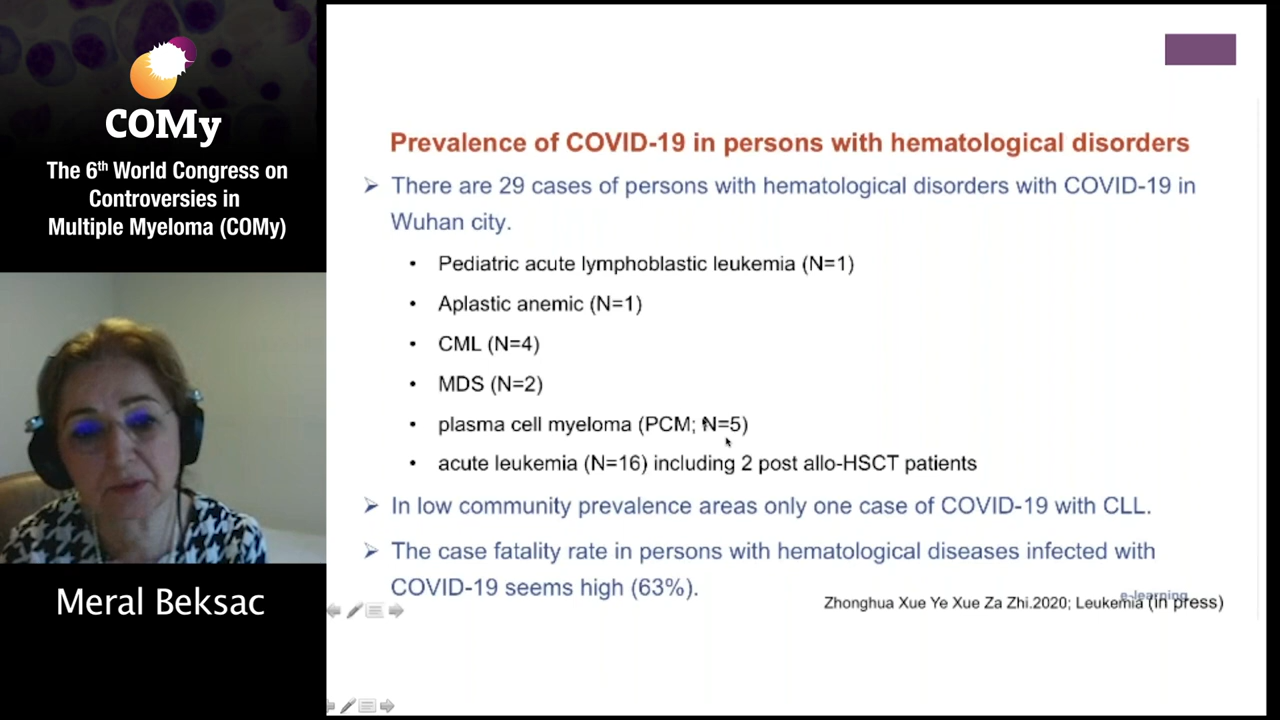 COMy
The 6th World Congress on
Controversies in
Multiple Myeloma (COMy)
Meral Beksac
Prevalence of COVID-19 in persons with hematological disorders
There are 29 cases of persons with hematological disorders with COVID-19 in
Wuhan city.
Pediatric acute lymphoblastic leukemia (N=1)
Aplastic anemic (N=1)
CML (N=4)
MDS (N=2)
plasma cell myeloma (PCM; N=5)
acute leukemia (N=16) including 2 post allo-HSCT patients
In low community prevalence areas only one case of COVID-19 with CLL.
The case fatality rate in persons with hematological diseases infected with
COVID-19 seems high (63%).
e-learning
Zhonghua Xue Ye Xue Za Zhi.2020; Leukemia (in press)